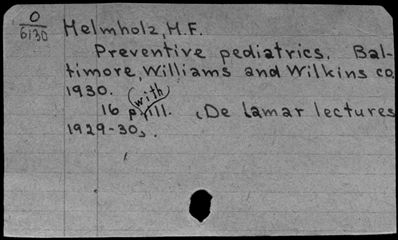 O
6130
Helmholz, H.F.
Preventive pediatrics. Bal-
timore, Williams and Wilkins co.
1930.
16 p. with ill. (De Lamar lectures
1929-30).